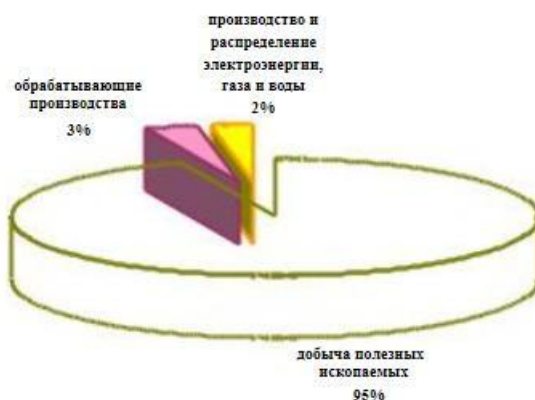 производство и
распределение
электроэнергии,
газа и воды
2%
обрабатывающие
производства
3%
добыча полезных
ископаемых
95%